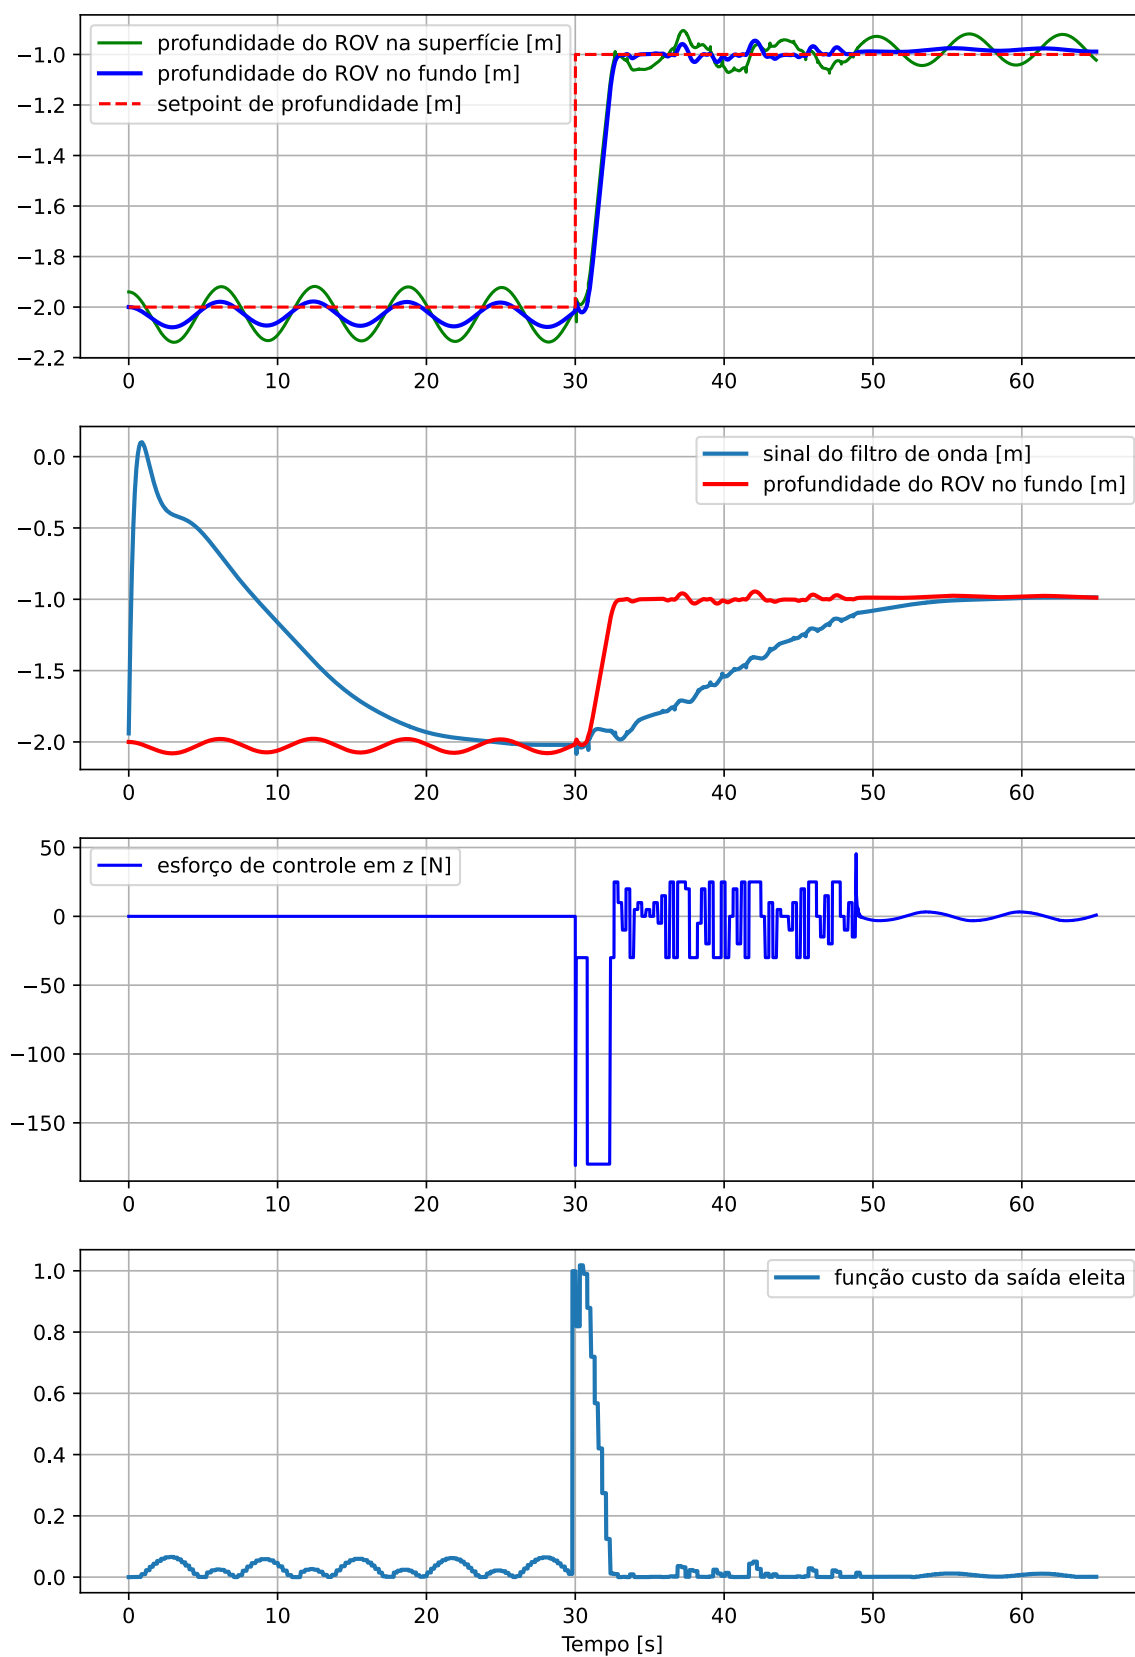 −1.0
−1.2
−1.4
−1.6
−1.8
−2.0
−2.2
profundidade do ROV na superfície [m]
profundidade do ROV no fundo [m]
setpoint de profundidade [m]
0 10 20 30 40 50 60
0.0
−0.5
−1.0
−1.5
−2.0
sinal do filtro de onda [m]
profundidade do ROV no fundo [m]
0 10 20 30 40 50 60
50
0
−50
−100
−150
esforço de controle em z [N]
0 10 20 30 40 50 60
1.0
0.8
0.6
0.4
0.2
0.0
função custo da saída eleita
0 10 20 30 40 50 60
Tempo [s]